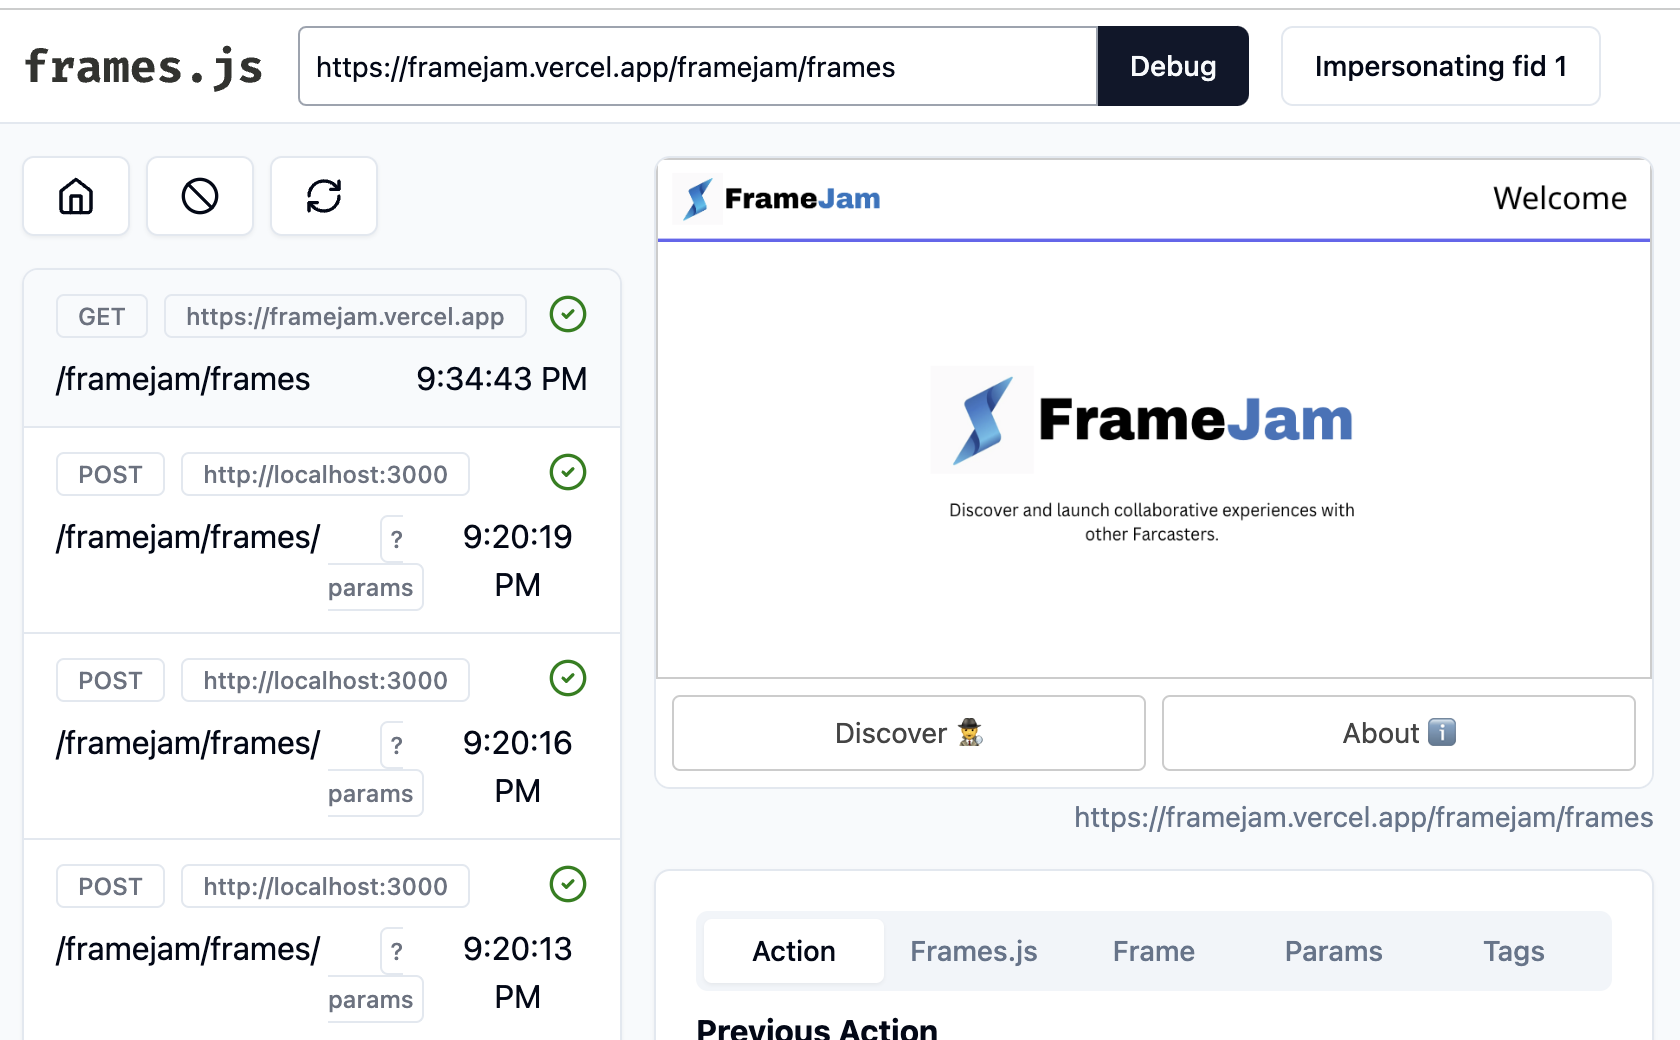 frames.js
https://framejam.vercel.app/framejam/frames
Debug
Impersonating fid 1
GET
https://framejam.vercel.app
/framejam/frames
9:34:43 PM
POST
http://localhost:3000
/framejam/frames/
?
params
9:20:19
PM
POST
http://localhost:3000
/framejam/frames/
?
params
9:20:16
PM
POST
http://localhost:3000
/framejam/frames/
?
params
9:20:13
PM
FrameJam
Welcome
FrameJam
Discover and launch collaborative experiences with
other Farcasters.
Discover 🕵️
About ℹ️
https://framejam.vercel.app/framejam/frames
Action
Frames.js
Frame
Params
Tags
Previous Action